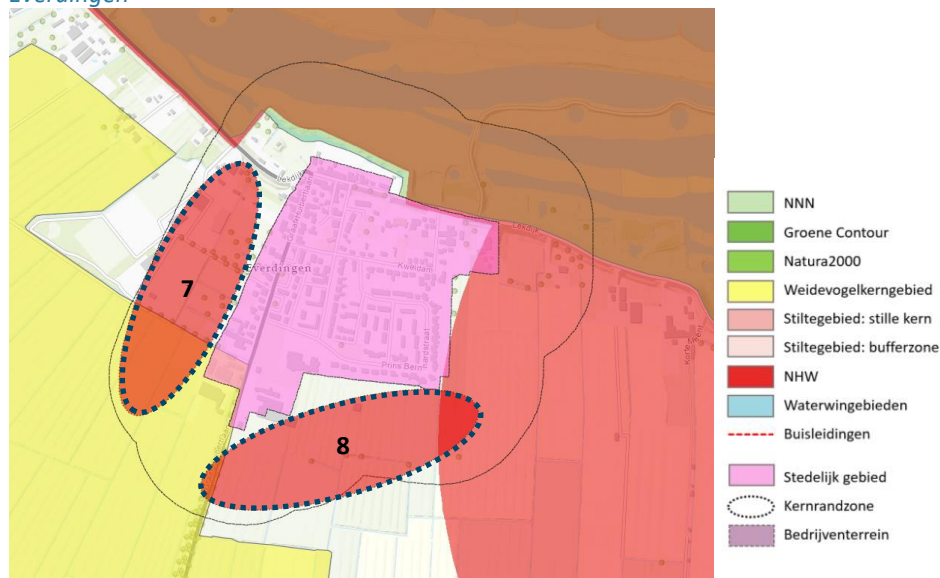 Everdingen
Lekdijk
Lekdijk
Everdingen
Kweldam
7
Prins Bern
8
NNN
Groene Contour
Natura2000
Weidevogelkerngebied
Stiltegebied: stille kern
Stiltegebied: bufferzone
NHW
Waterwingebieden
Buisleidingen
Stedelijk gebied
Kernrandzone
Bedrijventerrein